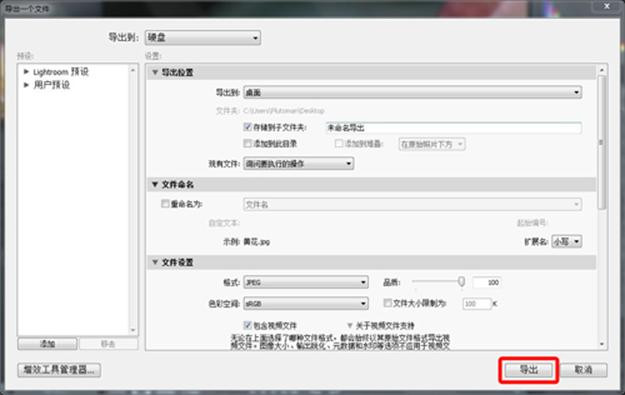 导出一个文件
导出到: 硬盘
预设:
设置:
Lightroom 预设
用户预设
导出位置
导出到: 桌面
文件夹: C:\Users\Plutoman\Desktop
存储到子文件夹: 未命名导出
添加到此目录 添加到堆叠: 在原始照片下方
现有文件: 询问要执行的操作
文件命名
重命名为: 文件名
自定文本: 起始编号:
示例: 黄花.jpg 扩展名: 小写
文件设置
格式: JPEG 品质: 100
色彩空间: sRGB 文件大小限制为: 100 K
包含视频文件 关于视频文件支持
无论在上面选择了哪种文件格式，都会始终以其原始文件格式导出视
频文件。图像大小、输出锐化、元数据和水印等选项不应用于视频文
添加 移去
增效工具管理器... 导出 取消